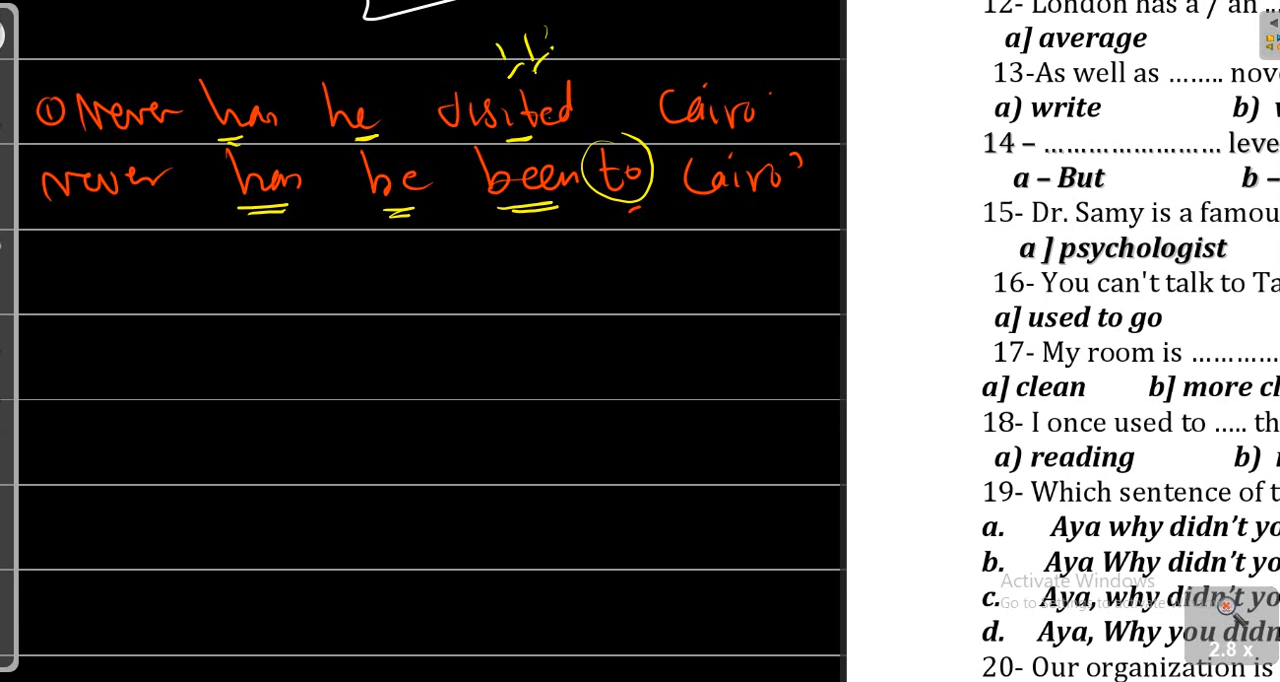 ① Never has he visited Cairo
never has he been to Cairo
12- London has a / an ...
a] average
13-As well as …….. nove
a) write b)
14 – …………………… leve
a – But b –
15- Dr. Samy is a famou
a ] psychologist
16- You can't talk to Ta
a] used to go
17- My room is …………
a] clean b] more cl
18- I once used to ….. th
a) reading b)
19- Which sentence of t
a. Aya why didn't yo
b. Aya Why didn't yo
Activate Windows
c. Aya, why didn't yo
d. Aya, Why you didn
2.8 x
20- Our organization is